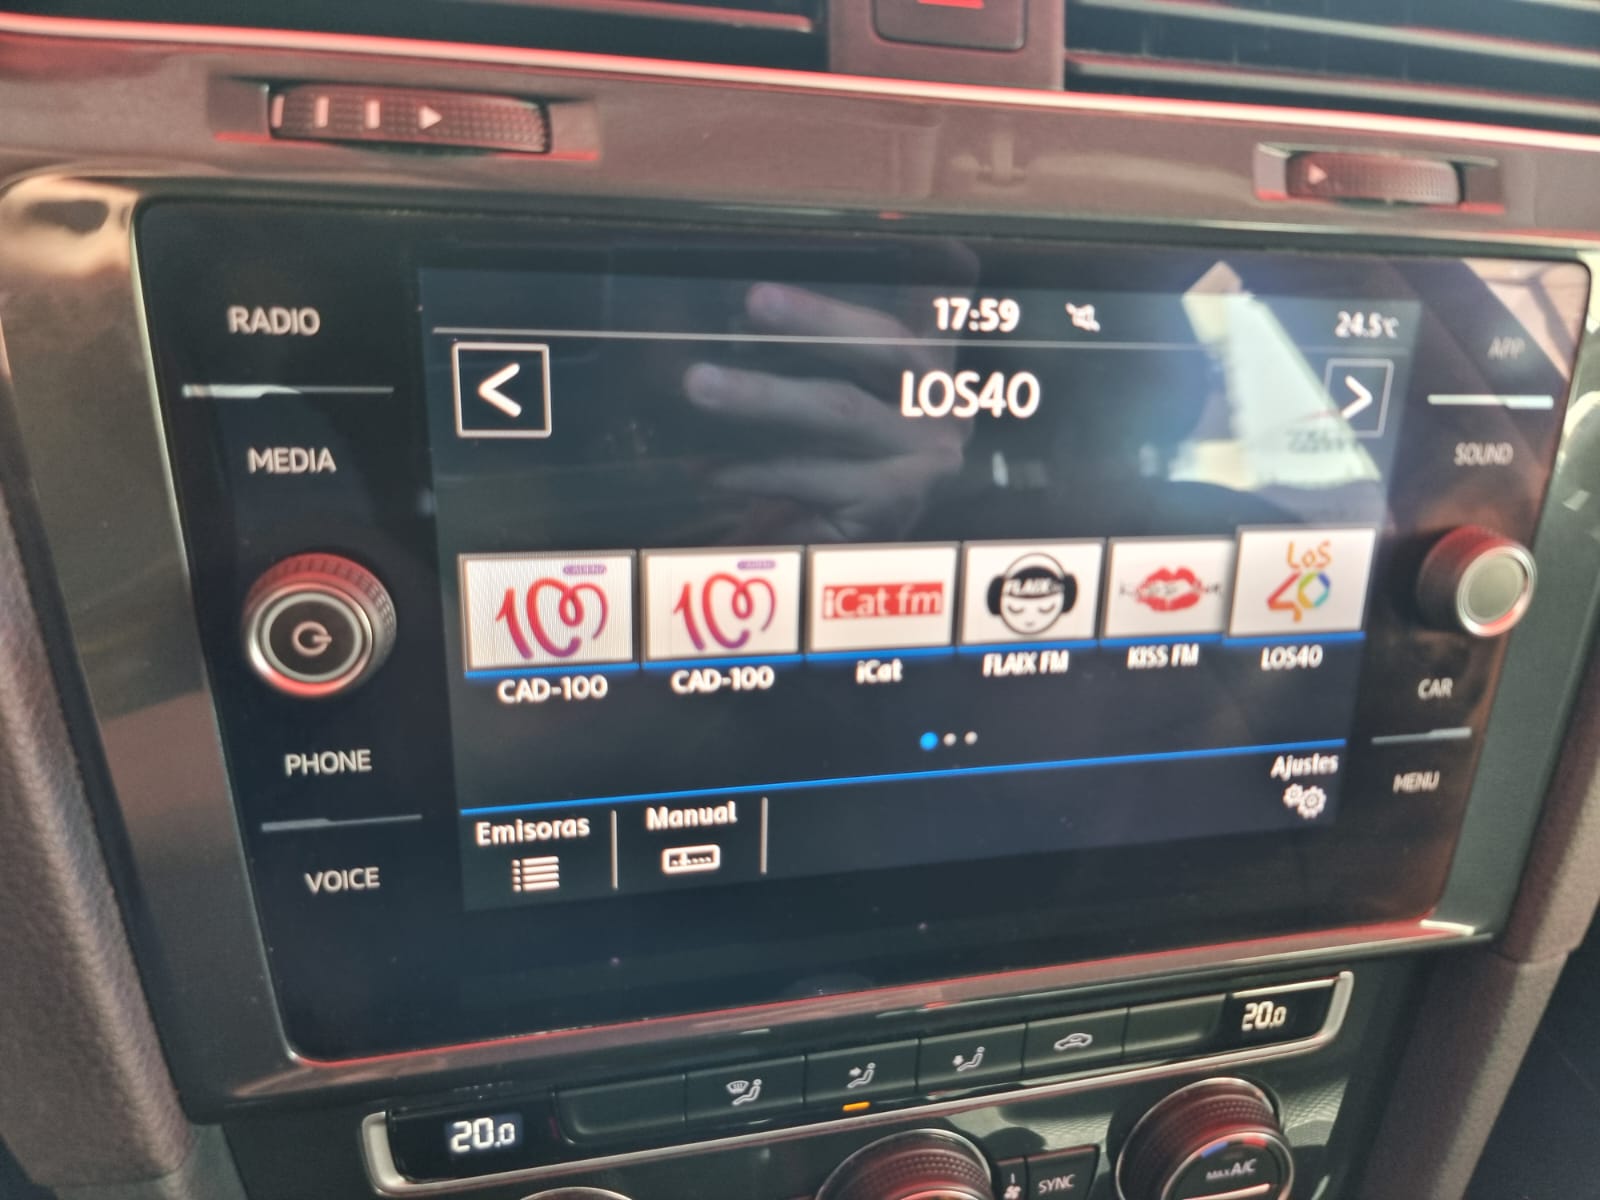 RADIO
MEDIA
PHONE
VOICE
17:59
24.5°C
LOS40
CAD-100
CAD-100
iCat fm
iCat
FLAIX
FLAIX FM
KISS FM
LOS
40
LOS40
Emisoras
Manual
Ajustes
APP
SOUND
CAR
MENU
20.0
20.0
SYNC
MAX A/C